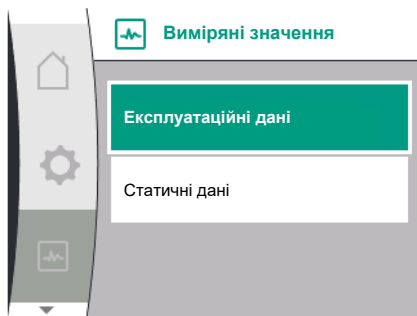 Виміряні значення
Експлуатаційні дані
Статичні дані